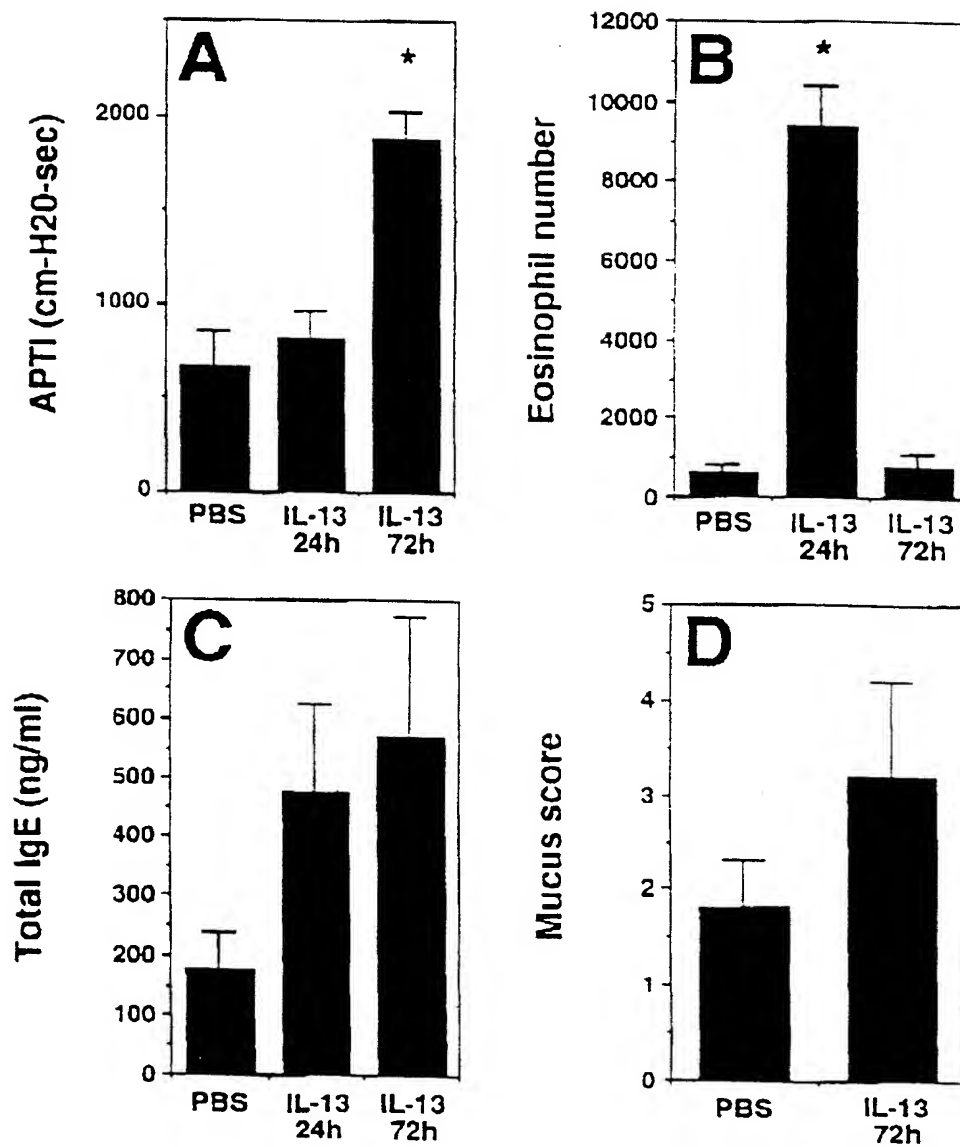 A
*
APTI (cm-H20-sec)
2000
1000
0
PBS
IL-13
24h
IL-13
72h
B
*
Eosinophil number
12000
10000
8000
6000
4000
2000
0
PBS
IL-13
24h
IL-13
72h
C
Total IgE (ng/ml)
800
700
600
500
400
300
200
100
0
PBS
IL-13
24h
IL-13
72h
D
Mucus score
5
4
3
2
1
0
PBS
IL-13
72h